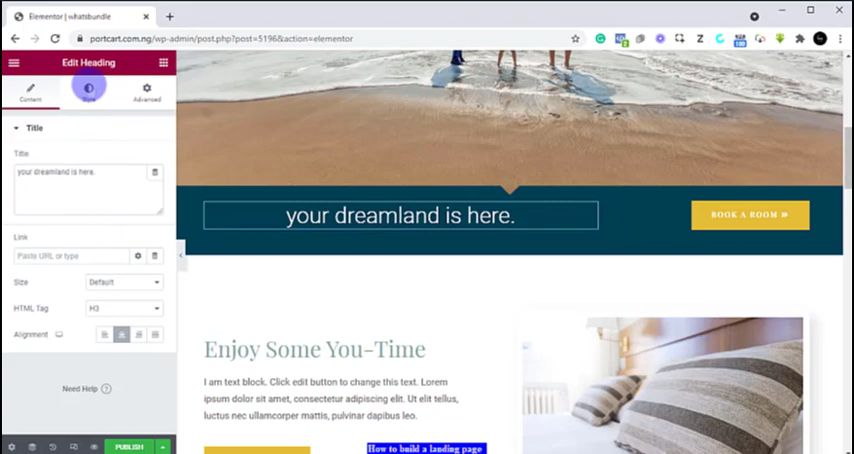 Elementor | whatsbundle
portcart.com.ng/wp-admin/post.php?post=5196&action=elementor
Edit Heading
Content
Style
Advanced
Title
Title
your dreamland is here.
Link
Paste URL or type
Size
Default
HTML Tag
H3
Alignment
Need Help
PUBLISH
your dreamland is here.
BOOK A ROOM
Enjoy Some You-Time
I am text block. Click edit button to change this text. Lorem
ipsum dolor sit amet, consectetur adipiscing elit. Ut elit tellus,
luctus nec ullamcorper mattis, pulvinar dapibus leo.
How to build a landing page